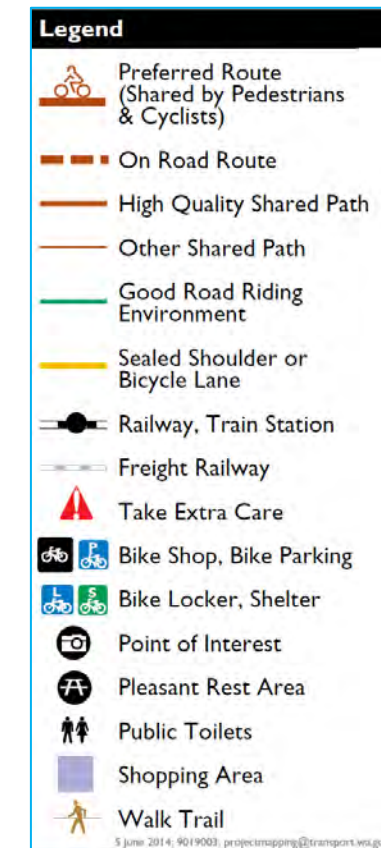 Legend
Preferred Route
(Shared by Pedestrians
& Cyclists)
On Road Route
High Quality Shared Path
Other Shared Path
Good Road Riding
Environment
Sealed Shoulder or
Bicycle Lane
Railway, Train Station
Freight Railway
Take Extra Care
P
Bike Shop, Bike Parking
L S
Bike Locker, Shelter
Point of Interest
Pleasant Rest Area
Public Toilets
Shopping Area
Walk Trail
5 June 2014; 9019003; projectmapping@transport.wa.go